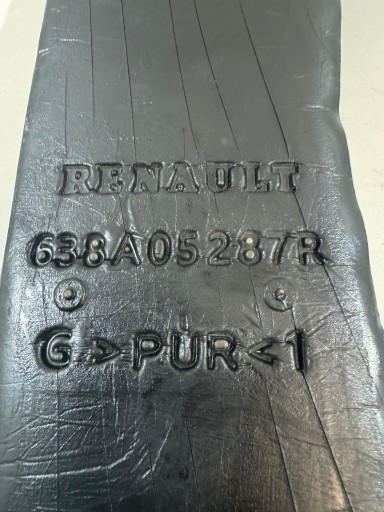 RENAULT
638A05287R
G >PUR< 1